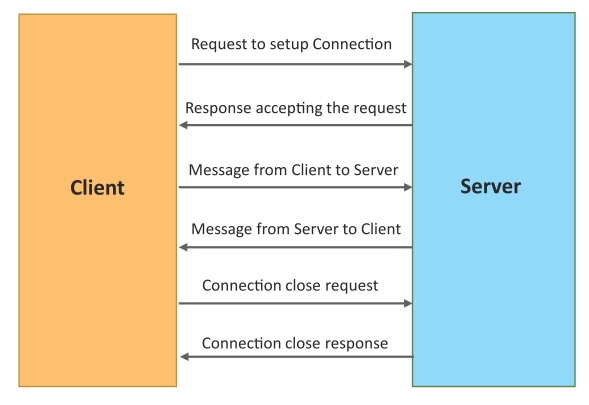 Request to setup Connection
Response accepting the request
Message from Client to Server
Client
Server
Message from Server to Client
Connection close request
Connection close response